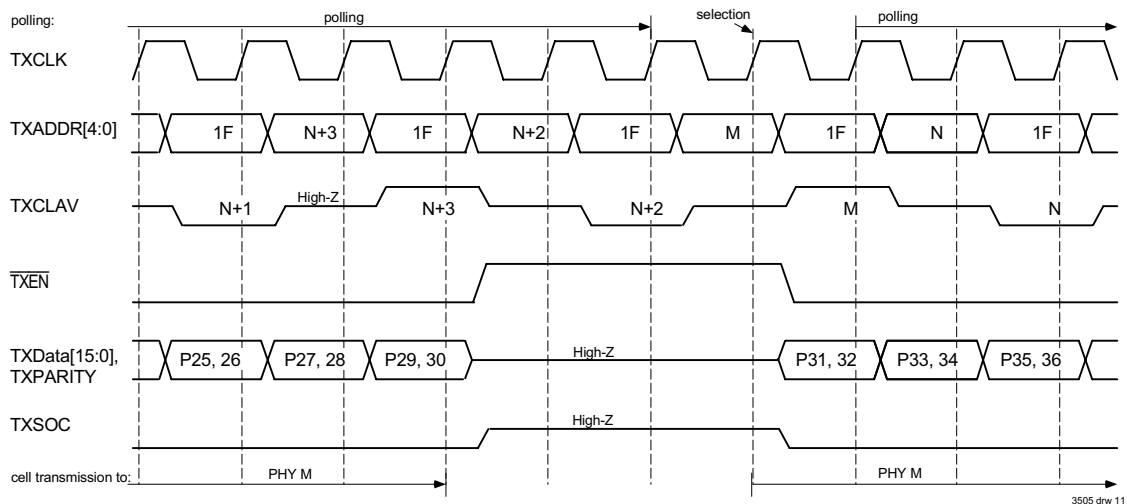 polling: polling selection polling
TXCLK
TXADDR[4:0] 1F N+3 1F N+2 1F M 1F N 1F
TXCLAV N+1 High-Z N+3 N+2 M N
TXEN
TXData[15:0], TXPARITY P25, 26 P27, 28 P29, 30 High-Z P31, 32 P33, 34 P35, 36
TXSOC High-Z
cell transmission to: PHY M PHY M
3505 drw 11